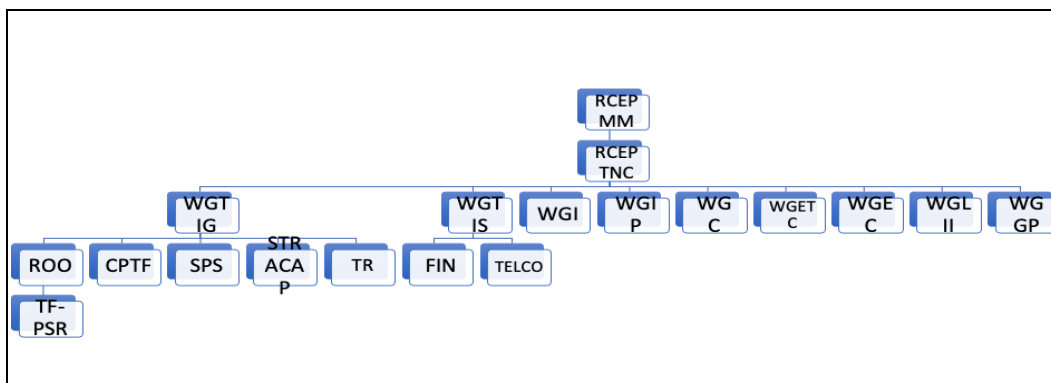 RCEP
MM
RCEP
TNC
WGT
IG
WGT
IS
WGI
WGI
P
WG
C
WGET
C
WGE
C
WGL
II
WG
GP
ROO
CPTF
SPS
STR
ACA
P
TR
FIN
TELCO
TF-
PSR